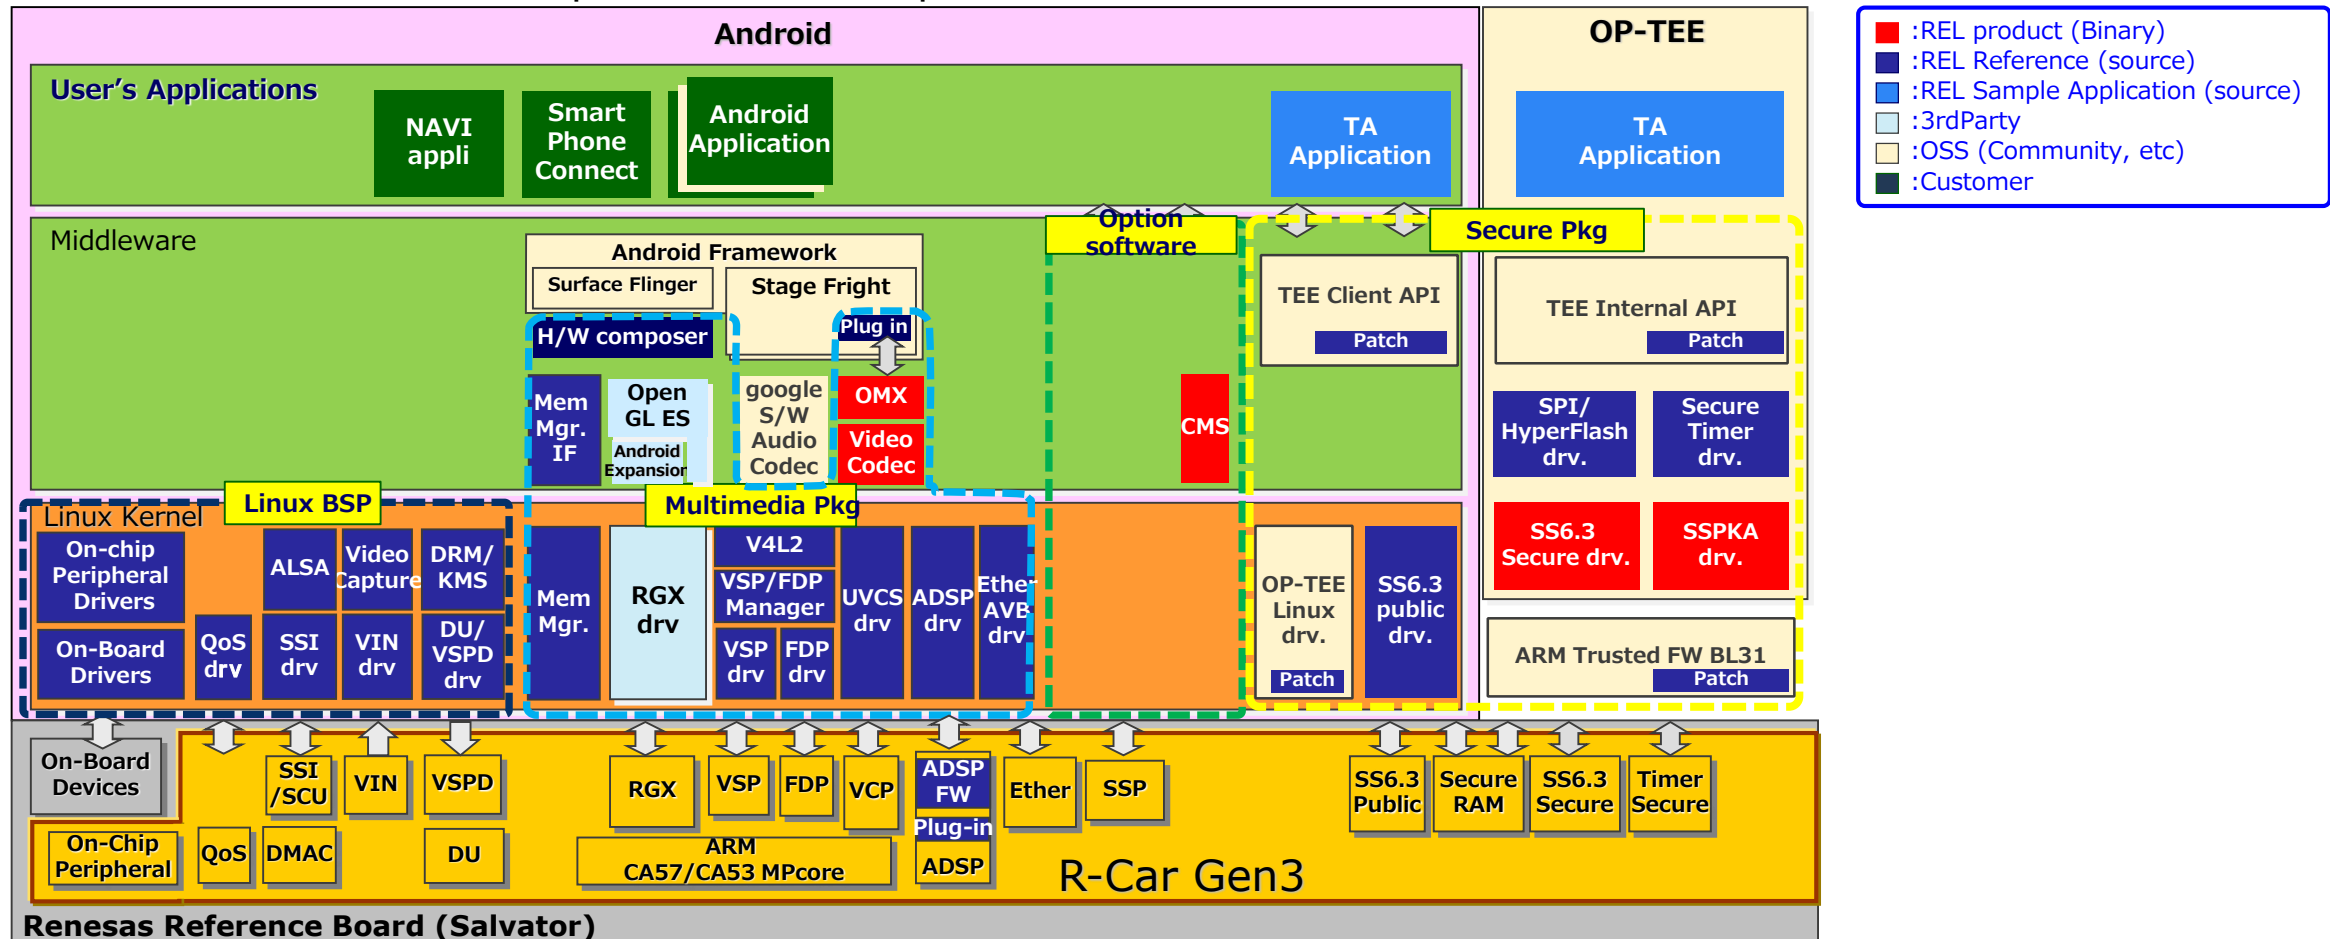 Android
OP-TEE
:REL product (Binary)
:REL Reference (source)
:REL Sample Application (source)
:3rdParty
:OSS (Community, etc)
:Customer
User's Applications
NAVI
appli
Smart
Phone
Connect
Android
Application
TA
Application
TA
Application
Middleware
Android Framework
Surface Flinger
Stage Fright
Plug in
H/W composer
Option
software
Secure Pkg
TEE Client API
Patch
TEE Internal API
Patch
Mem
Mgr.
IF
Open
GL ES
Android
Expansion
google
S/W
Audio
Codec
OMX
Video
Codec
CMS
SPI/
HyperFlash
drv.
Secure
Timer
drv.
Linux Kernel
Linux BSP
Multimedia Pkg
On-chip
Peripheral
Drivers
On-Board
Drivers
QoS
drv
ALSA
SSI
drv
Video
Capture
VIN
drv
DRM/
KMS
DU/
VSPD
drv
Mem
Mgr.
RGX
drv
V4L2
VSP/FDP
Manager
VSP
drv
FDP
drv
UVCS
drv
ADSP
drv
Ether
AVB
drv
OP-TEE
Linux
drv.
Patch
SS6.3
public
drv.
SS6.3
Secure drv.
SSPKA
drv.
ARM Trusted FW BL31
Patch
On-Board
Devices
SSI
/SCU
VIN
VSPD
RGX
VSP
FDP
VCP
ADSP
FW
Plug-in
ADSP
Ether
SSP
SS6.3
Public
Secure
RAM
SS6.3
Secure
Timer
Secure
On-Chip
Peripheral
QoS
DMAC
DU
ARM
CA57/CA53 MPcore
R-Car Gen3
Renesas Reference Board (Salvator)